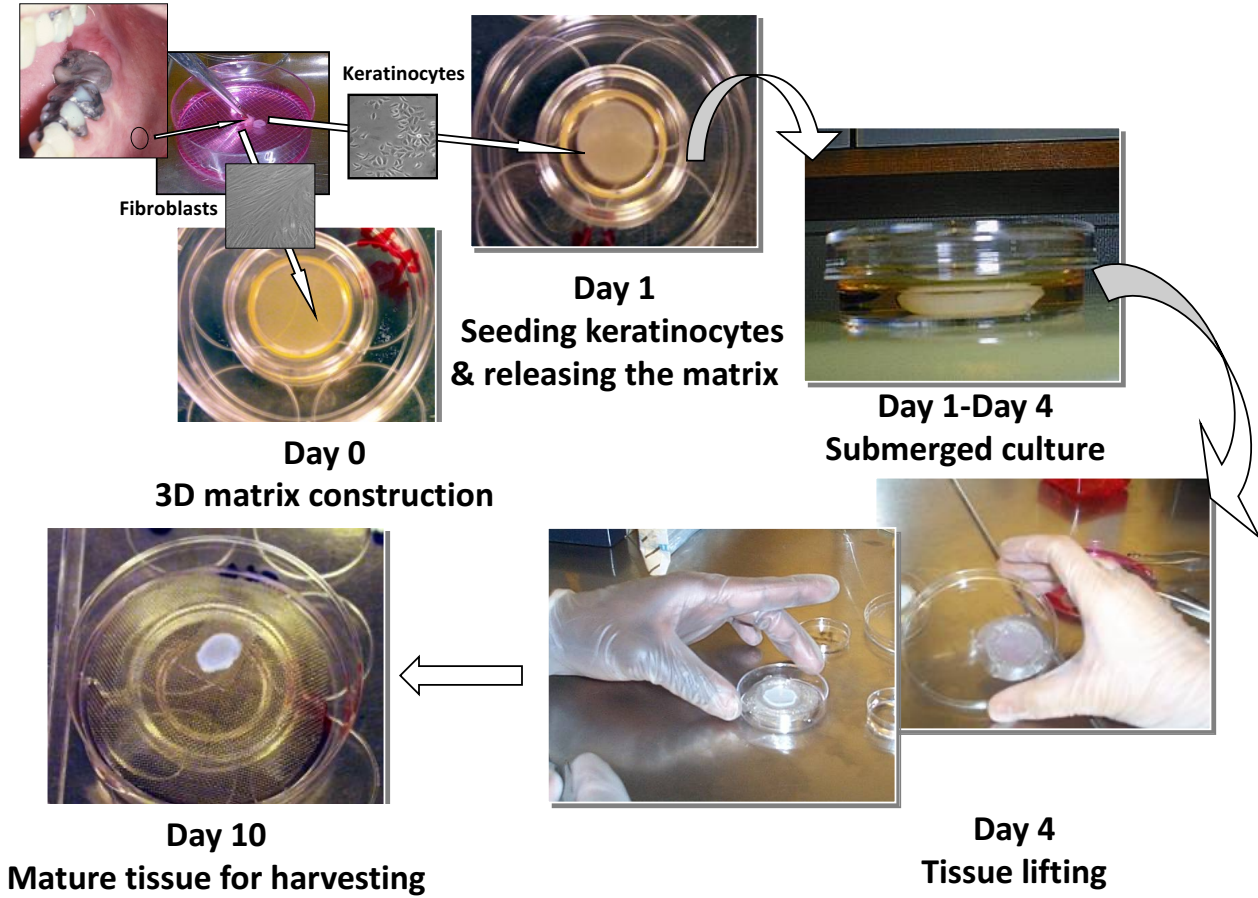 Keratinocytes
Fibroblasts
Day 1
Seeding keratinocytes
& releasing the matrix
Day 0
3D matrix construction
Day 1-Day 4
Submerged culture
Day 4
Tissue lifting
Day 10
Mature tissue for harvesting